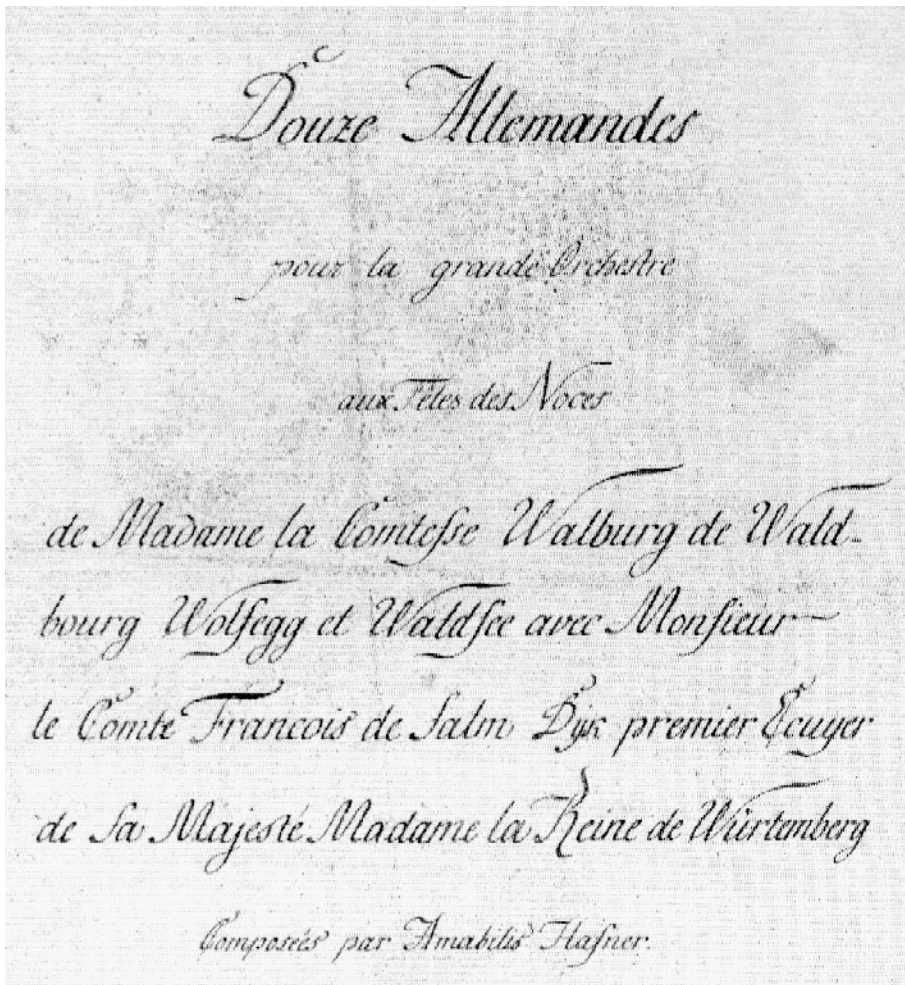 Douze Allemandes
pour la grande Orchestre
aux Fêtes des Noces
de Madame la Comtesse Walburg de Wald-
bourg Wolfegg et Waldsee avec Monsieur
le Comte Francois de Salm Dyk premier Ecuyer
de Sa Majesté Madame la Reine de Würtemberg
Composées par Amabilis Hafner.